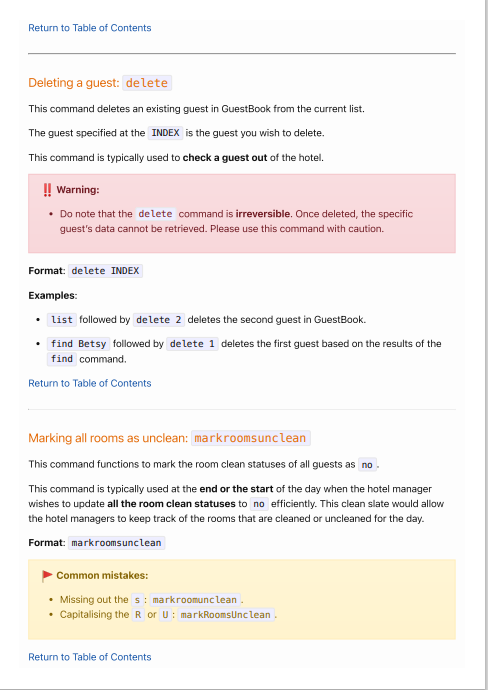 Return to Table of Contents
Deleting a guest: delete
This command deletes an existing guest in GuestBook from the current list.
The guest specified at the INDEX is the guest you wish to delete.
This command is typically used to check a guest out of the hotel.
‼ Warning:
• Do note that the delete command is irreversible. Once deleted, the specific
guest's data cannot be retrieved. Please use this command with caution.
Format: delete INDEX
Examples:
• list followed by delete 2 deletes the second guest in GuestBook.
• find Betsy followed by delete 1 deletes the first guest based on the results of the
find command.
Return to Table of Contents
Marking all rooms as unclean: markroomsunclean
This command functions to mark the room clean statuses of all guests as no.
This command is typically used at the end or the start of the day when the hotel manager
wishes to update all the room clean statuses to no efficiently. This clean slate would allow
the hotel managers to keep track of the rooms that are cleaned or uncleaned for the day.
Format: markroomsunclean
Common mistakes:
• Missing out the s: markroomunclean.
• Capitalising the R or U: markRoomsUnclean.
Return to Table of Contents